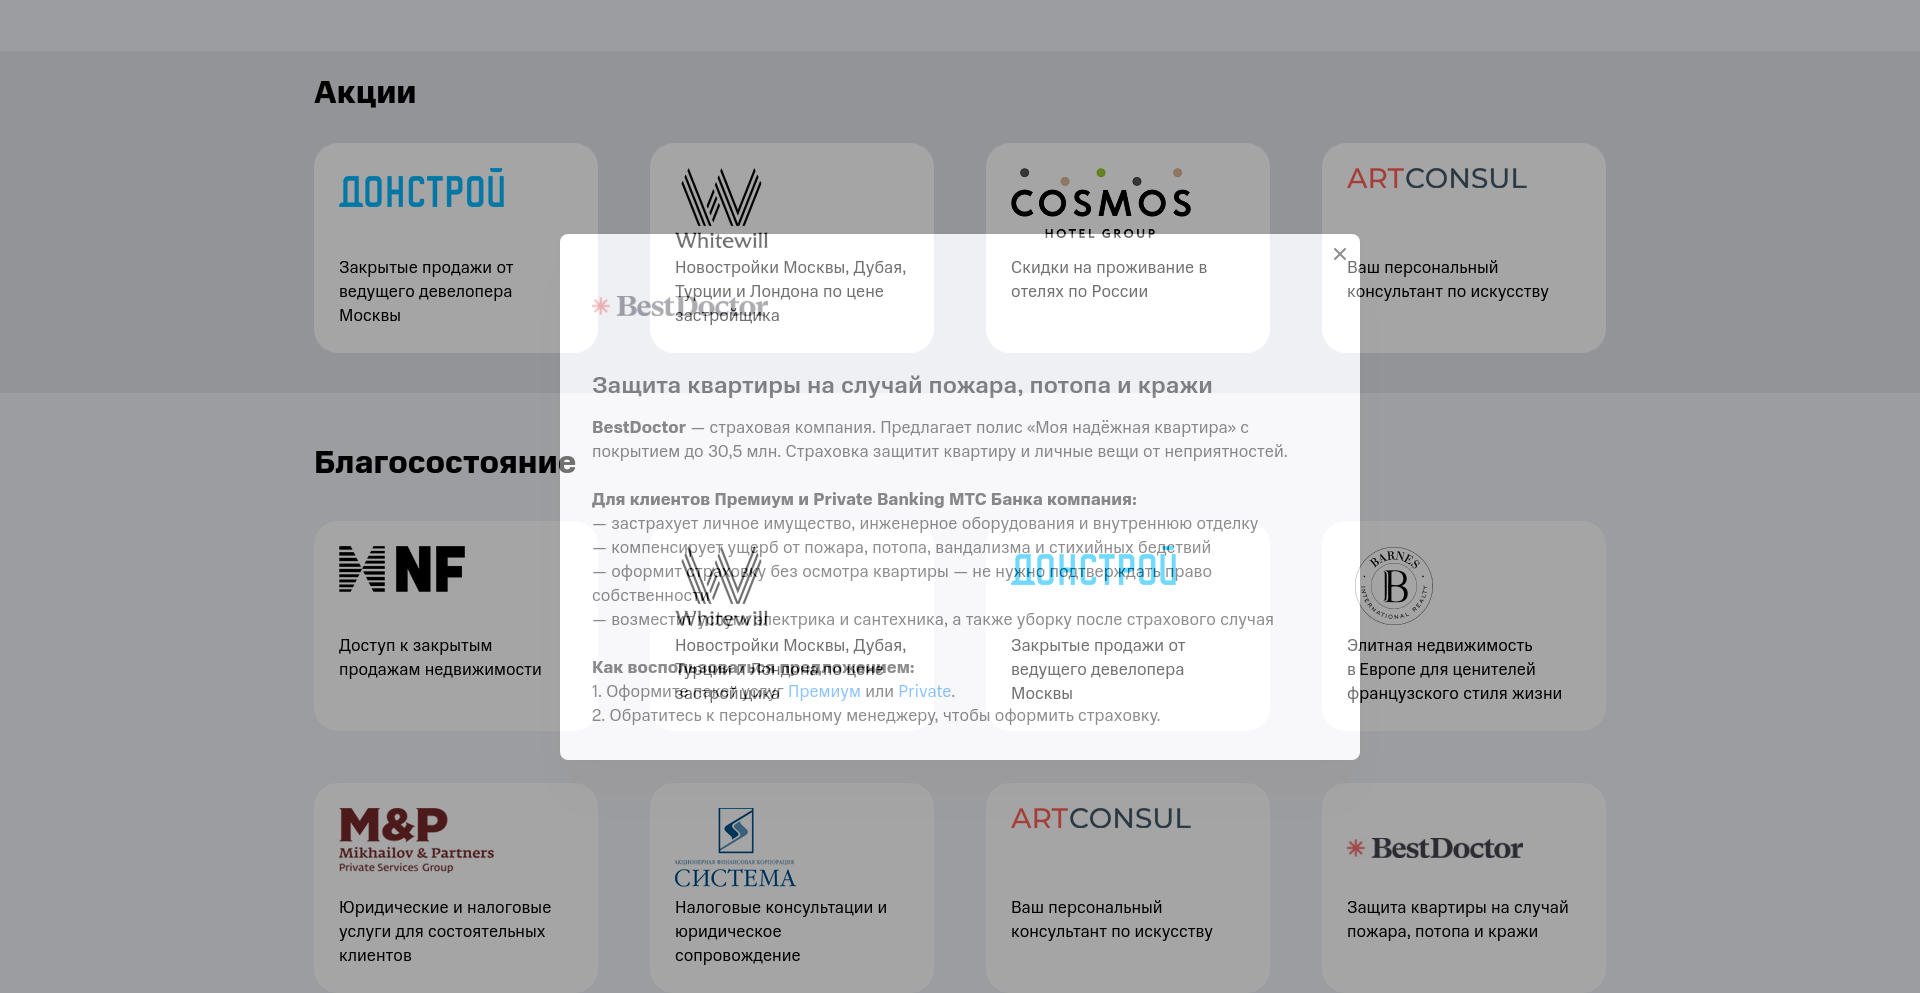 Акции
ДОНСТРОЙ
Закрытые продажи от
ведущего девелопера
Москвы
Whitewill
Новостройки Москвы, Дубая,
Турции и Лондона по цене
застройщика
COSMOS
HOTEL GROUP
Скидки на проживание в
отелях по России
ARTCONSUL
Ваш персональный
консультант по искусству
BestDoctor
Защита квартиры на случай пожара, потопа и кражи
BestDoctor — страховая компания. Предлагает полис «Моя надёжная квартира» с
покрытием до 30,5 млн. Страховка защитит квартиру и личные вещи от неприятностей.
Для клиентов Премиум и Private Banking МТС Банка компания:
— застрахует личное имущество, инженерное оборудования и внутреннюю отделку
— компенсирует ущерб от пожара, потопа, вандализма и стихийных бедствий
— оформит страховку без осмотра квартиры — не нужно подтверждать право
собственности
— возместит услуги электрика и сантехника, а также уборку после страхового случая
Как воспользоваться предложением:
1. Оформите пакет услуг Премиум или Private.
2. Обратитесь к персональному менеджеру, чтобы оформить страховку.
Благосостояние
NF
Доступ к закрытым
продажам недвижимости
Whitewill
Новостройки Москвы, Дубая,
Турции и Лондона по цене
застройщика
ДОНСТРОЙ
Закрытые продажи от
ведущего девелопера
Москвы
BARNES
B
INTERNATIONAL REALTY
Элитная недвижимость
в Европе для ценителей
французского стиля жизни
M&P
Mikhailov & Partners
Private Services Group
Юридические и налоговые
услуги для состоятельных
клиентов
АКЦИОНЕРНАЯ ФИНАНСОВАЯ КОРПОРАЦИЯ
СИСТЕМА
Налоговые консультации и
юридическое
сопровождение
ARTCONSUL
Ваш персональный
консультант по искусству
BestDoctor
Защита квартиры на случай
пожара, потопа и кражи